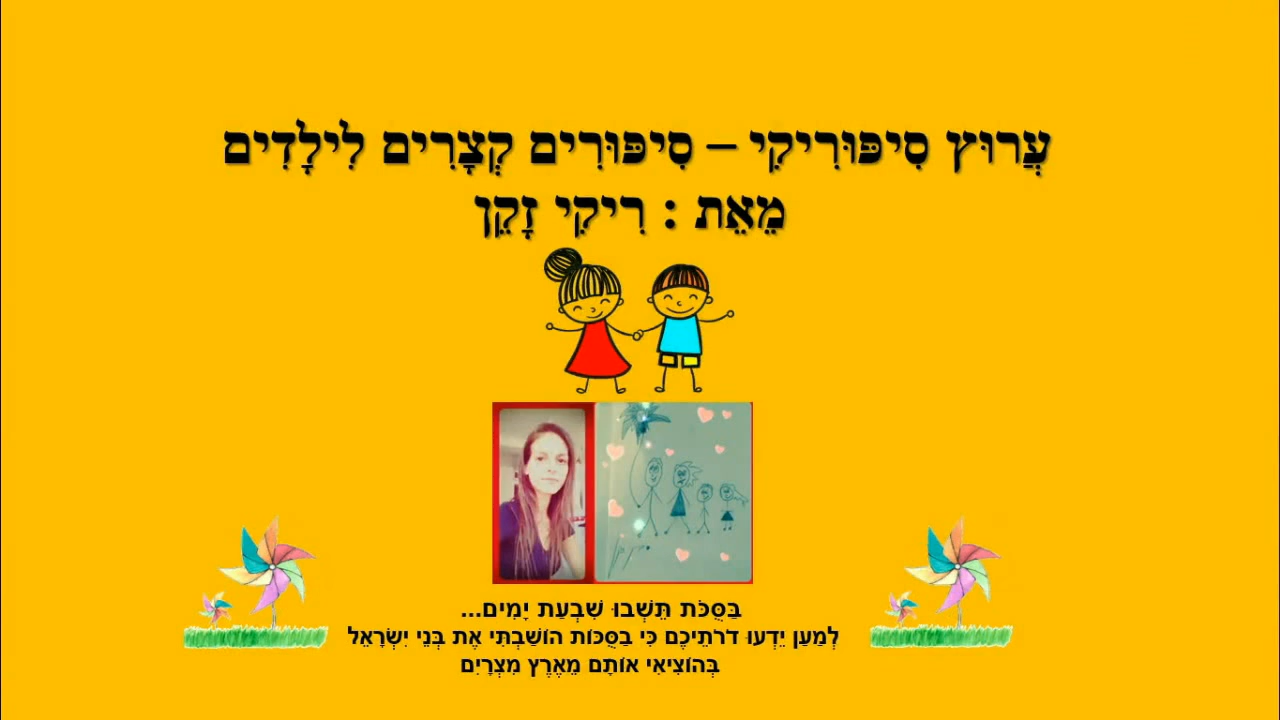 עֲרוּץ סִיפּוּרִיקִי – סִיפּוּרִים קְצָרִים לִילָדִים
מֵאֵת : רִיקִי זָקֵן
בַּסֻּכֹּת תֵּשְׁבוּ שִׁבְעַת יָמִים...
לְמַעַן יֵדְעוּ דֹרֹתֵיכֶם כִּי בַסֻּכּוֹת הוֹשַׁבְתִּי אֶת בְּנֵי יִשְׂרָאֵל
בְּהוֹצִיאִי אוֹתָם מֵאֶרֶץ מִצְרָיִם